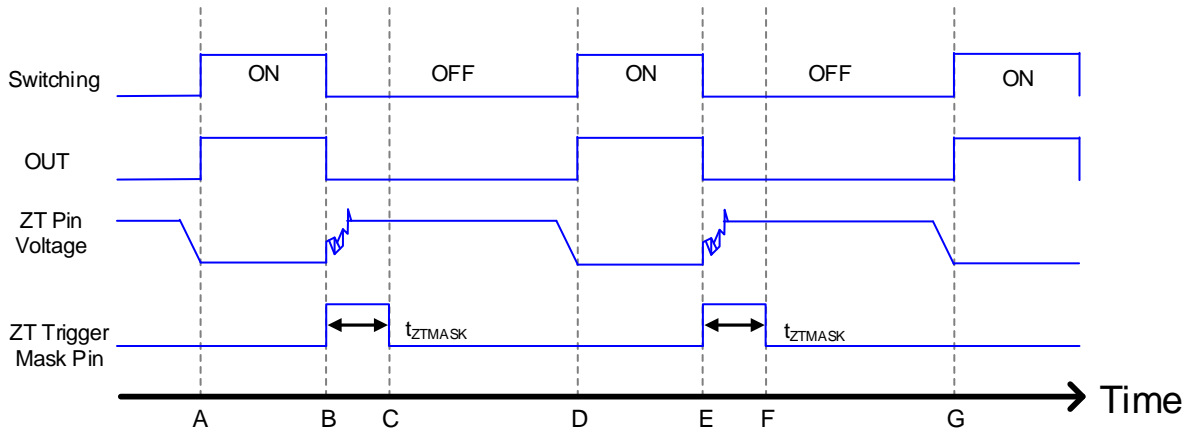 Switching
ON
OFF
ON
OFF
ON
OUT
ZT Pin
Voltage
ZT Trigger
Mask Pin
tZTMASK
tZTMASK
Time
A
B
C
D
E
F
G